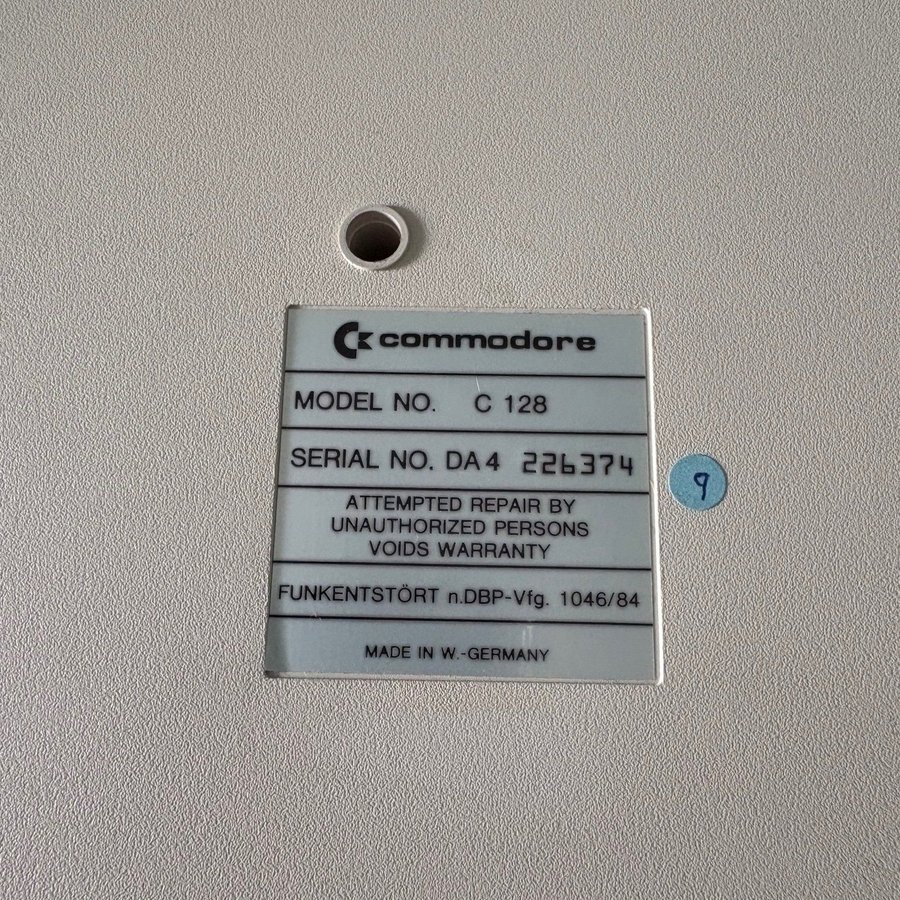 commodore
MODEL NO. C 128
SERIAL NO. DA4 226374
ATTEMPTED REPAIR BY
UNAUTHORIZED PERSONS
VOIDS WARRANTY
FUNKENTSTÖRT n.DBP-Vfg. 1046/84
MADE IN W.-GERMANY
9